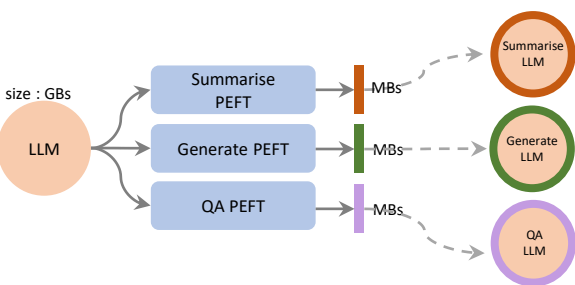 size : GBs
LLM
Summarise
PEFT
Generate PEFT
QA PEFT
MBs
MBs
MBs
Summarise
LLM
Generate
LLM
QA
LLM